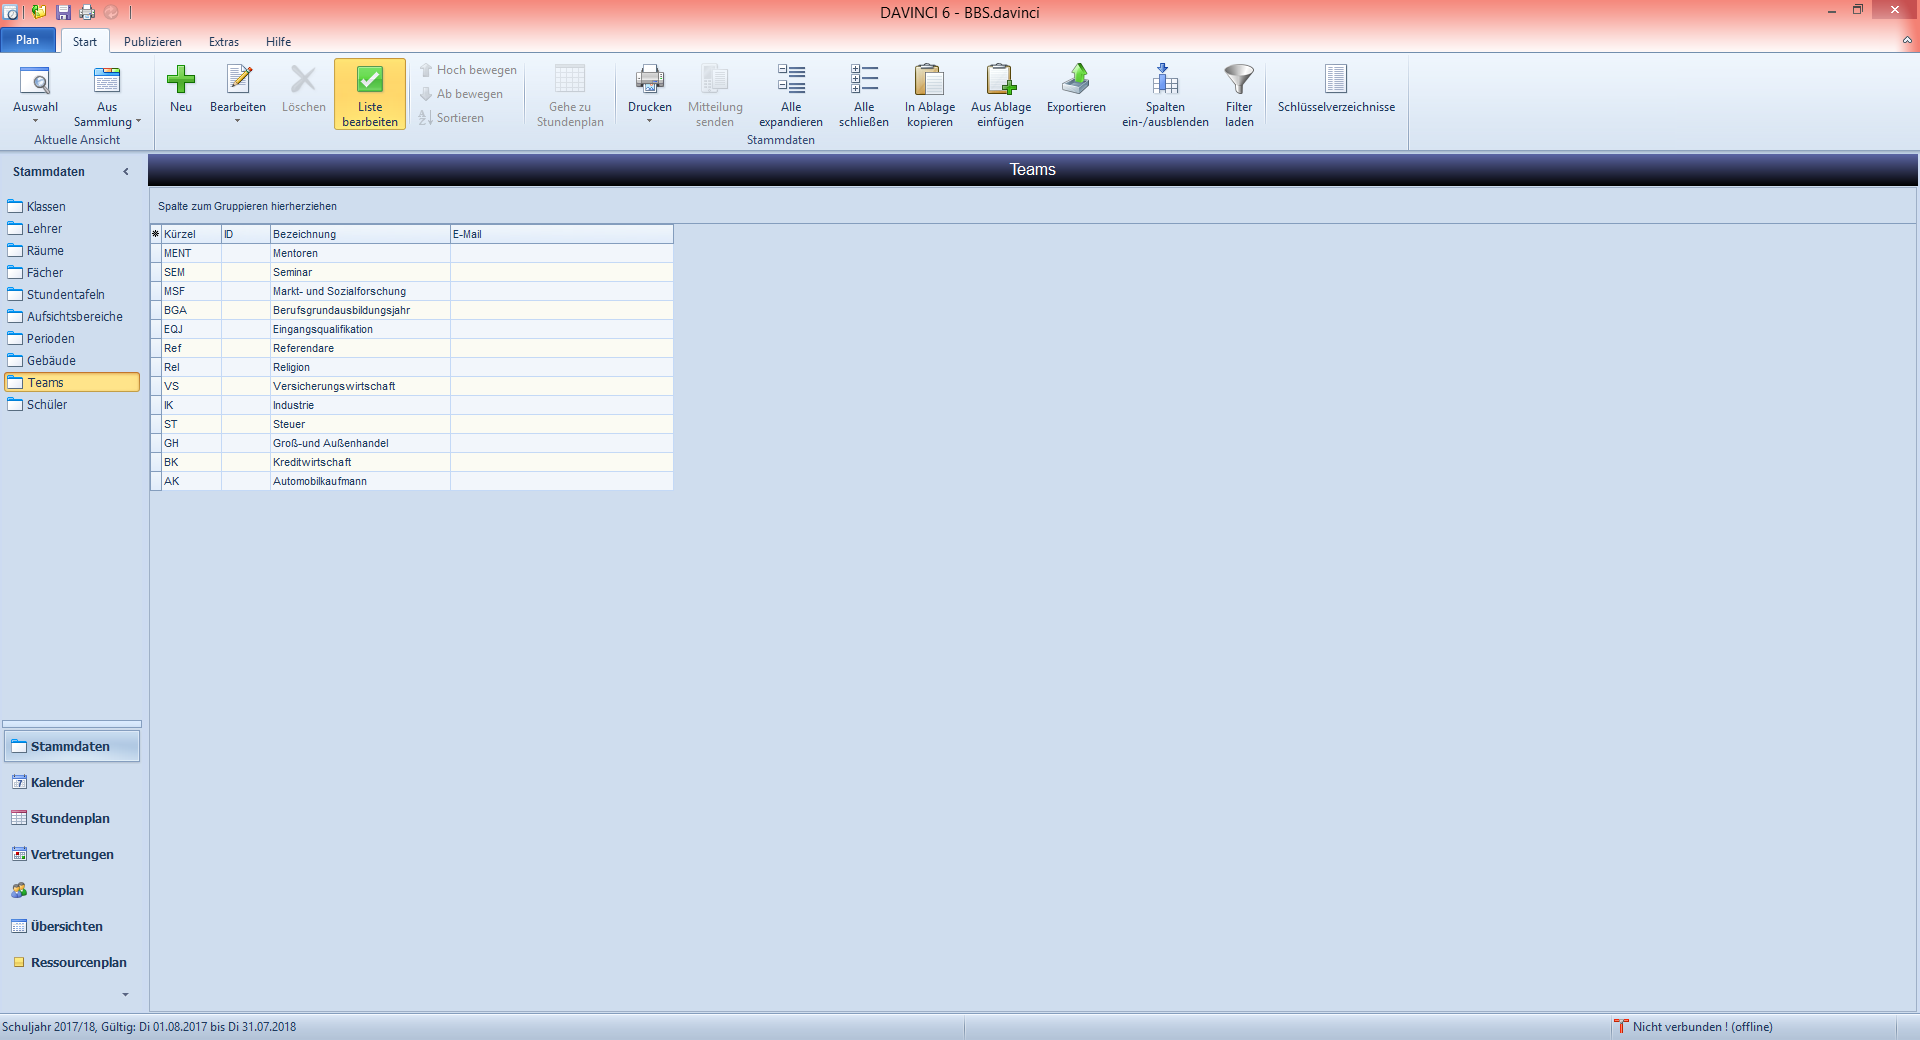 DAVINCI 6 - BBS.davinci
Plan Start Publizieren Extras Hilfe
Auswahl
Aus
Sammlung
Aktuelle Ansicht
Neu
Bearbeiten
Löschen
Liste
bearbeiten
Hoch bewegen
Ab bewegen
Sortieren
Gehe zu
Stundenplan
Drucken
Mitteilung
senden
Alle
expandieren
Alle
schließen
In Ablage
kopieren
Aus Ablage
einfügen
Exportieren
Spalten
ein-/ausblenden
Filter
laden
Stammdaten
Schlüsselverzeichnisse
Stammdaten
Klassen
Lehrer
Räume
Fächer
Stundentafeln
Aufsichtsbereiche
Perioden
Gebäude
Teams
Schüler
Teams
Spalte zum Gruppieren hierherziehen
Kürzel ID Bezeichnung E-Mail
MENT Mentoren
SEM Seminar
MSF Markt- und Sozialforschung
BGA Berufsgrundausbildungsjahr
EQJ Eingangsqualifikation
Ref Referendare
Rel Religion
VS Versicherungswirtschaft
IK Industrie
ST Steuer
GH Groß-und Außenhandel
BK Kreditwirtschaft
AK Automobilkaufmann
Stammdaten
Kalender
Stundenplan
Vertretungen
Kursplan
Übersichten
Ressourcenplan
Schuljahr 2017/18, Gültig: Di 01.08.2017 bis Di 31.07.2018
Nicht verbunden ! (offline)